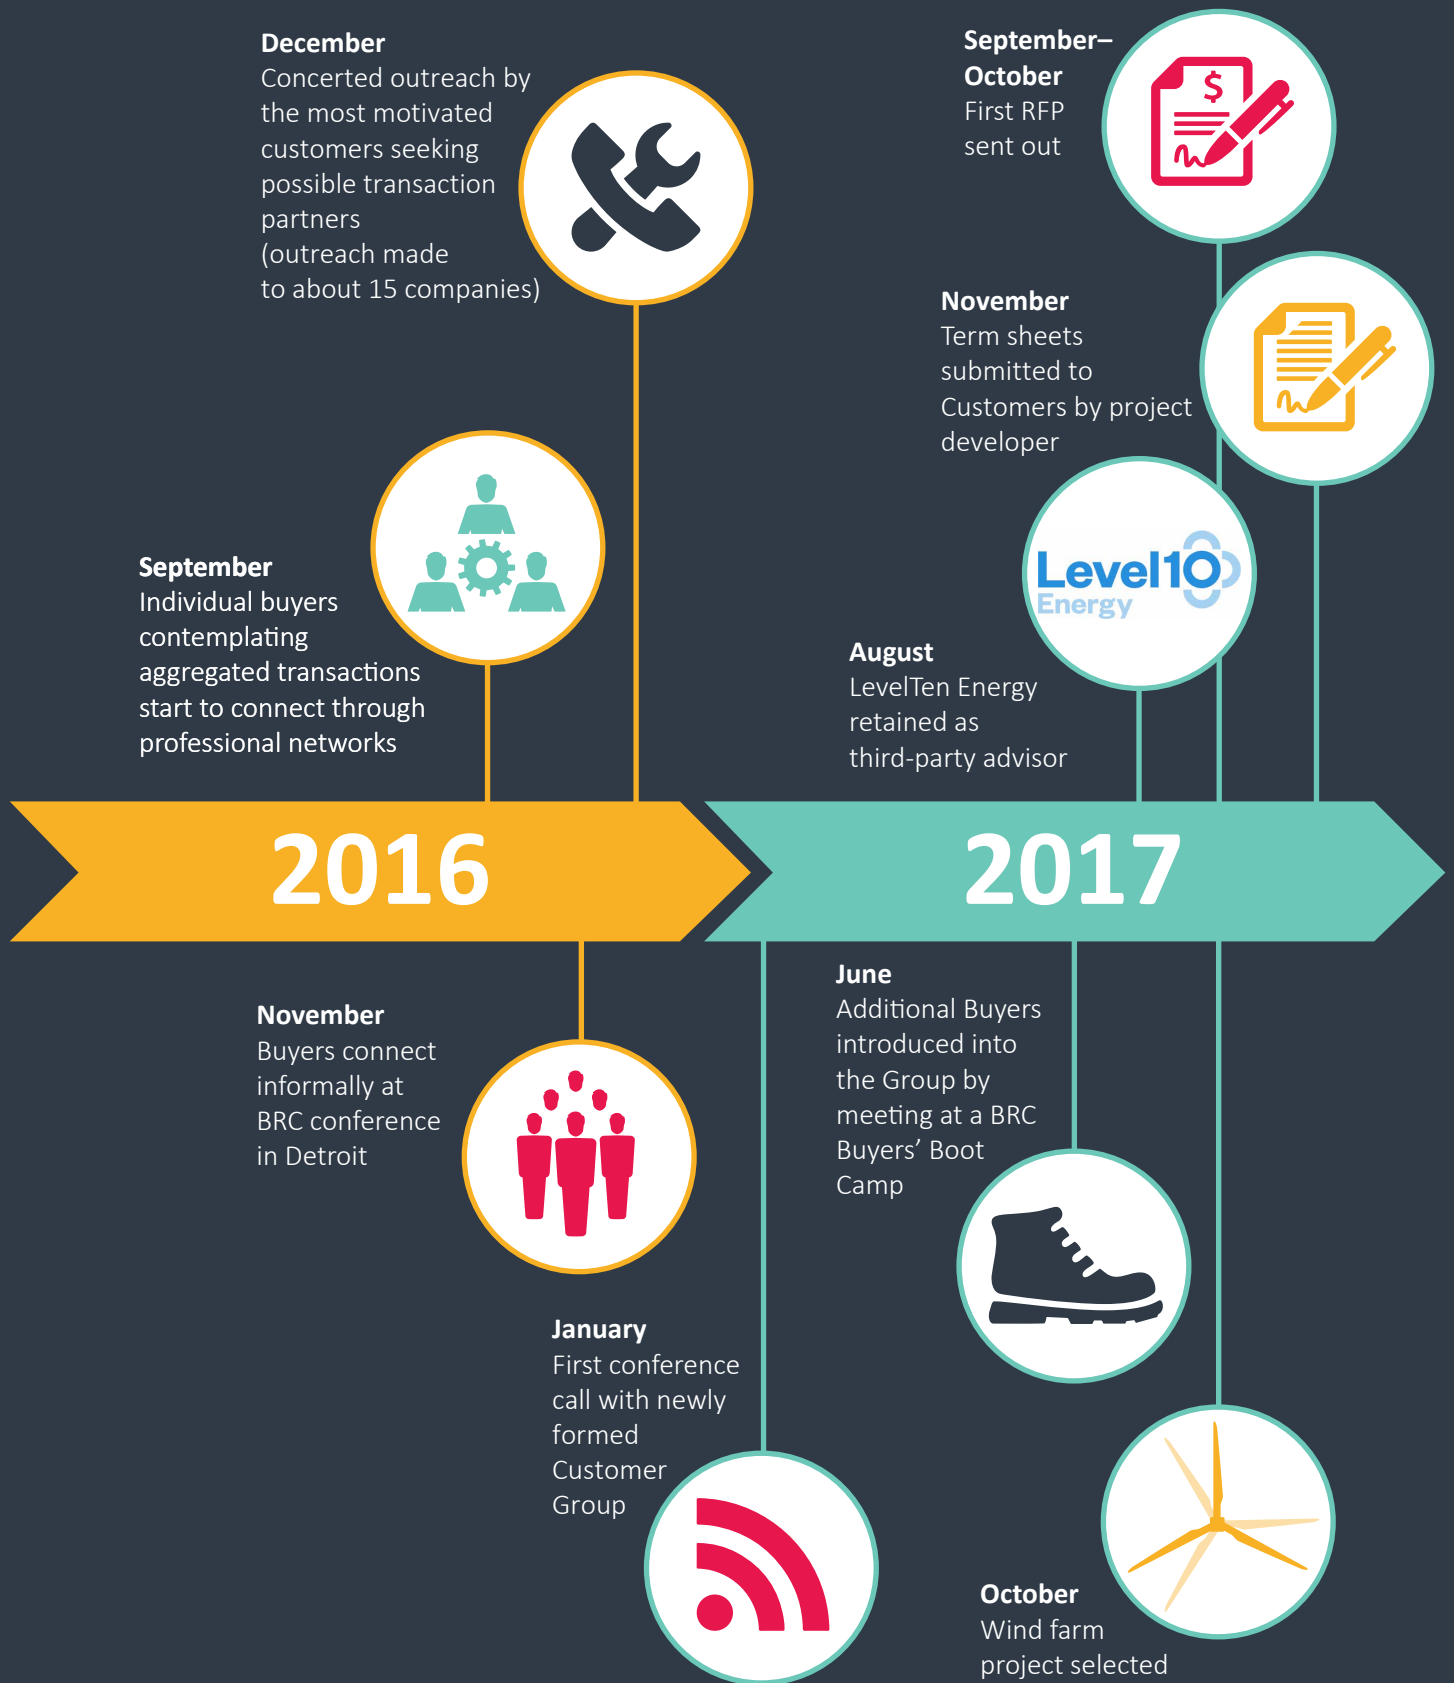 December
Concerted outreach by
the most motivated
customers seeking
possible transaction
partners
(outreach made
to about 15 companies)
September
Individual buyers
contemplating
aggregated transactions
start to connect through
professional networks
September–
October
First RFP
sent out
$
November
Term sheets
submitted to
Customers by project
developer
Level10
Energy
August
LevelTen Energy
retained as
third-party advisor
2016
2017
November
Buyers connect
informally at
BRC conference
in Detroit
January
First conference
call with newly
formed
Customer
Group
June
Additional Buyers
introduced into
the Group by
meeting at a BRC
Buyers’ Boot
Camp
October
Wind farm
project selected